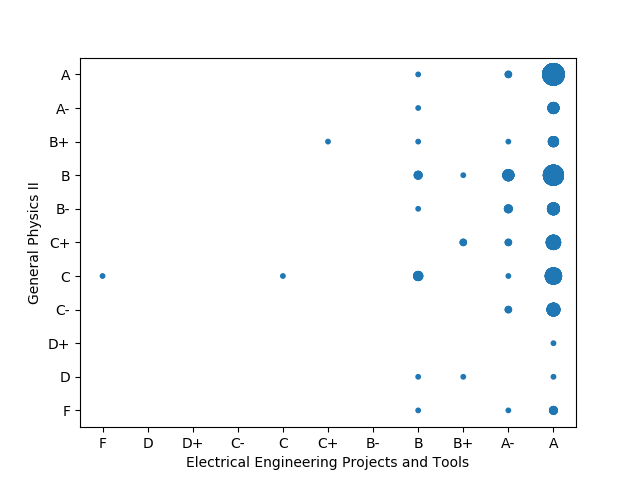 A
A-
B+
B
B-
C+
C
C-
D+
D
F
General Physics II
F D D+ C- C C+ B- B B+ A- A
Electrical Engineering Projects and Tools